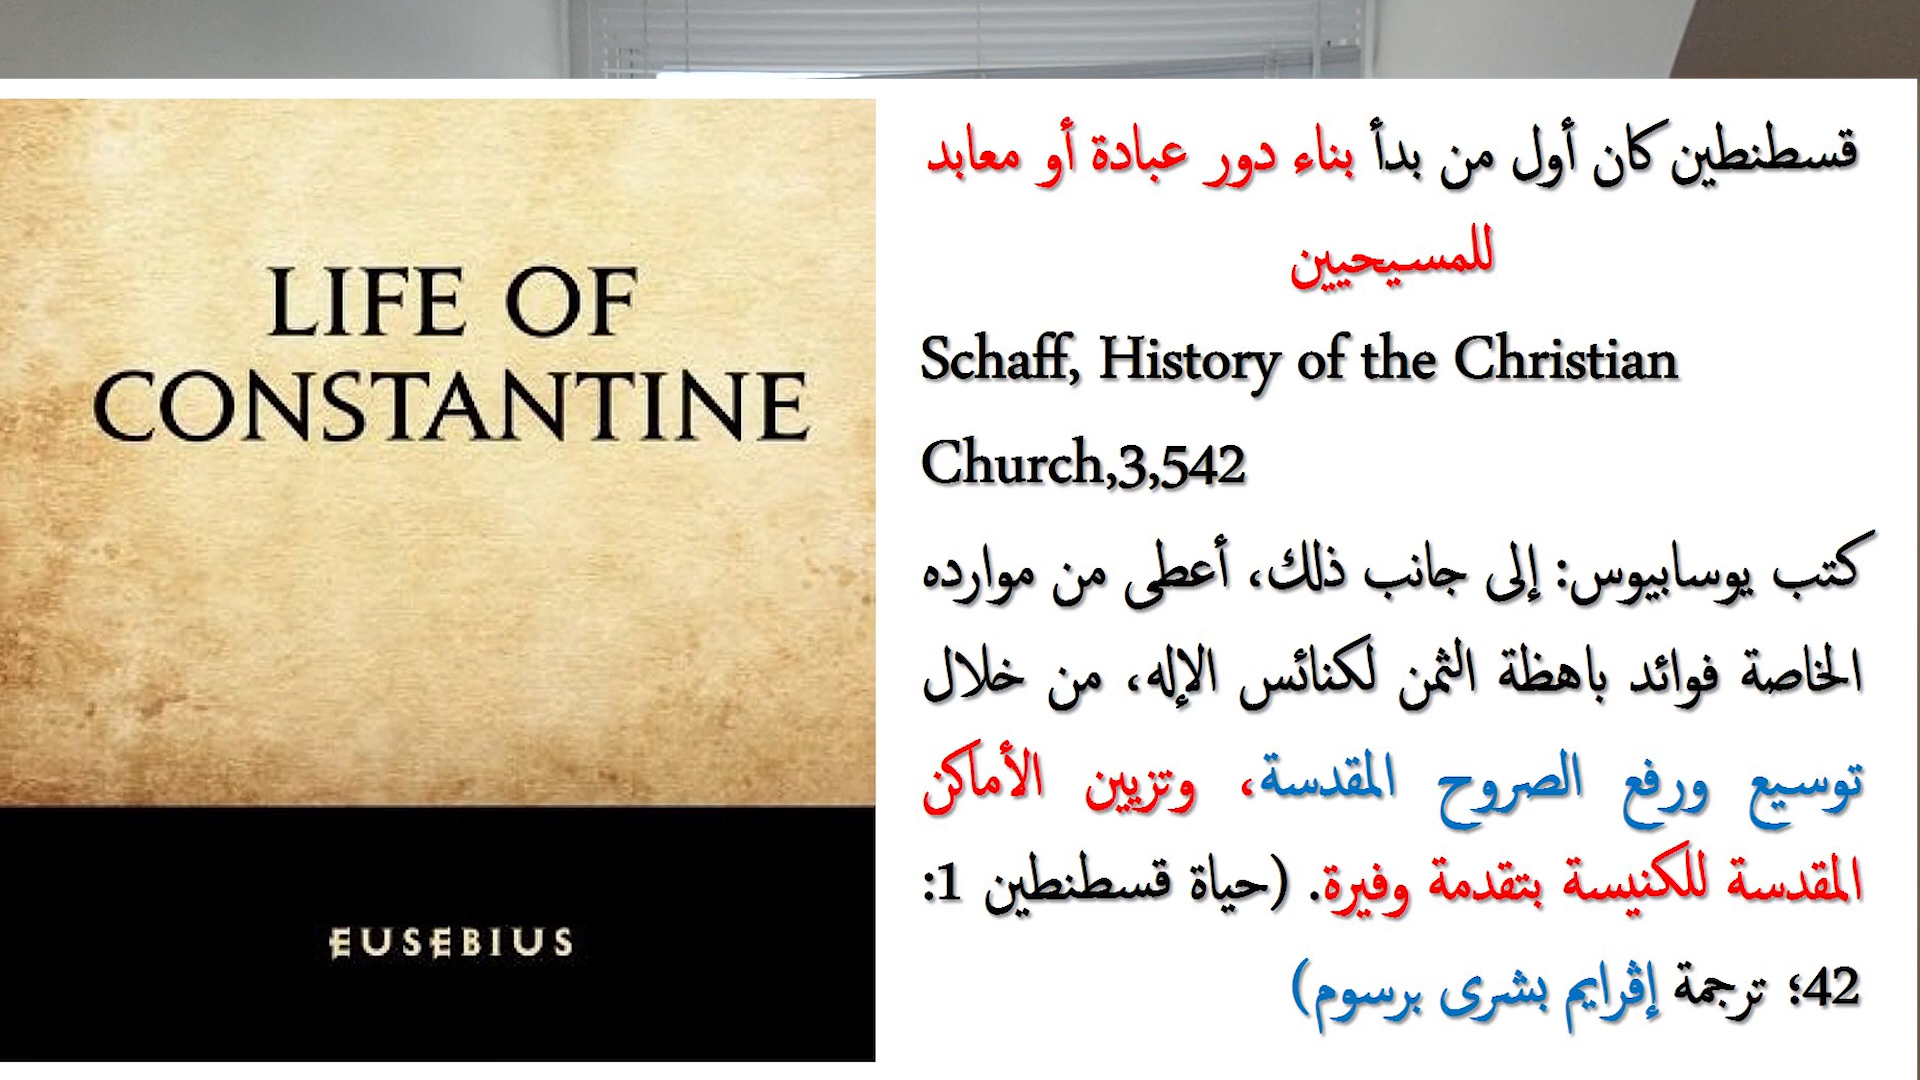 LIFE OF
CONSTANTINE
EUSEBIUS
قسطنطين كان أول من بدأ بناء دور عبادة أو معابد
للمسيحيين
Schaff, History of the Christian
Church,3,542
كتب يوسابيوس: إلى جانب ذلك، أعطى من موارده
الخاصة فوائد باهظة الثمن لكنائس الإله، من خلال
توسيع ورفع الصروح المقدسة، وتزيين الأماكن
المقدسة للكنيسة بتقدمة وفيرة. (حياة قسطنطين 1:
42؛ ترجمة إڤرايم بشرى برسوم)